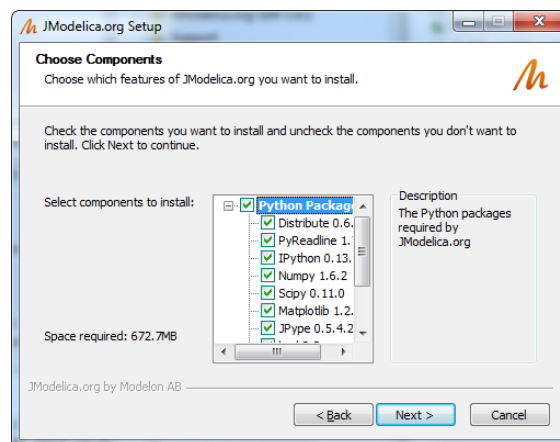 JModelica.org Setup
Choose Components
Choose which features of JModelica.org you want to install.
Check the components you want to install and uncheck the components you don't want to
install. Click Next to continue.
Select components to install:
Python Package
Distribute 0.6.
PyReadline 1.
IPython 0.13.
Numpy 1.6.2
Scipy 0.11.0
Matplotlib 1.2.
JPype 0.5.4.2
Description
The Python packages
required by
JModelica.org
Space required: 672.7MB
JModelica.org by Modelon AB
< Back
Next >
Cancel